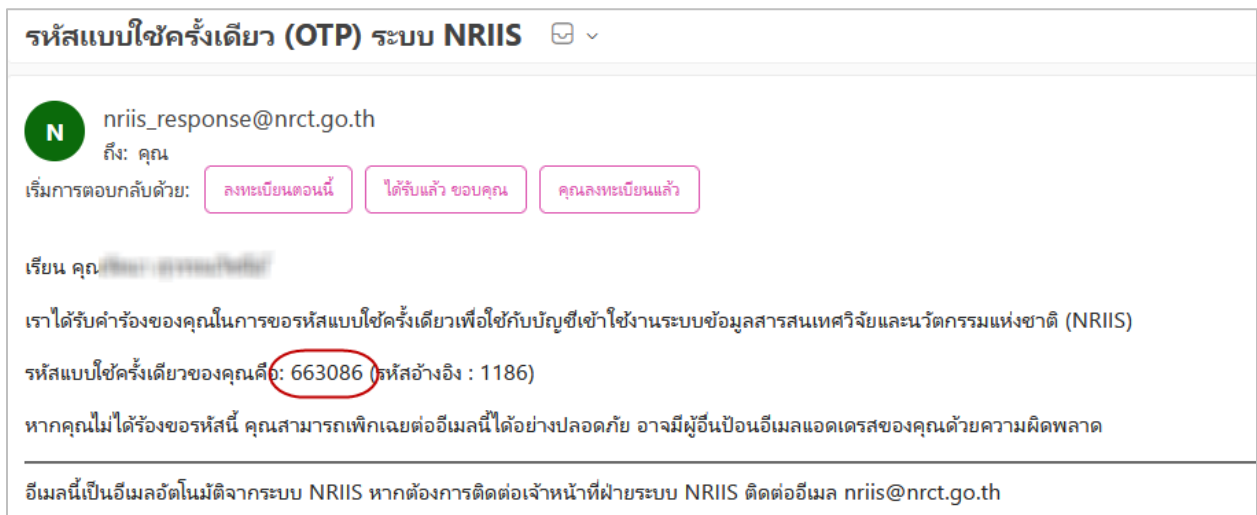 รหัสแบบใช้ครั้งเดียว (OTP) ระบบ NRIIS
N
nriis_response@nrct.go.th
ถึง: คุณ
เริ่มการตอบกลับด้วย: ลงทะเบียนตอนนี้ ได้รับแล้ว ขอบคุณ คุณลงทะเบียนแล้ว
เรียน คุณ
เราได้รับคำร้องของคุณในการขอรหัสแบบใช้ครั้งเดียวเพื่อใช้กับบัญชีเข้าใช้งานระบบข้อมูลสารสนเทศวิจัยและนวัตกรรมแห่งชาติ (NRIIS)
รหัสแบบใช้ครั้งเดียวของคุณคือ: 663086 (รหัสอ้างอิง : 1186)
หากคุณไม่ได้ร้องขอรหัสนี้ คุณสามารถเพิกเฉยต่ออีเมลนี้ได้อย่างปลอดภัย อาจมีผู้อื่นป้อนอีเมลแอดเดรสของคุณด้วยความผิดพลาด
อีเมลนี้เป็นอีเมลอัตโนมัติจากระบบ NRIIS หากต้องการติดต่อเจ้าหน้าที่ฝ่ายระบบ NRIIS ติดต่ออีเมล nriis@nrct.go.th